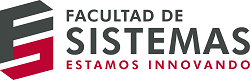 FACULTAD DE
SISTEMAS
ESTAMOS INNOVANDO